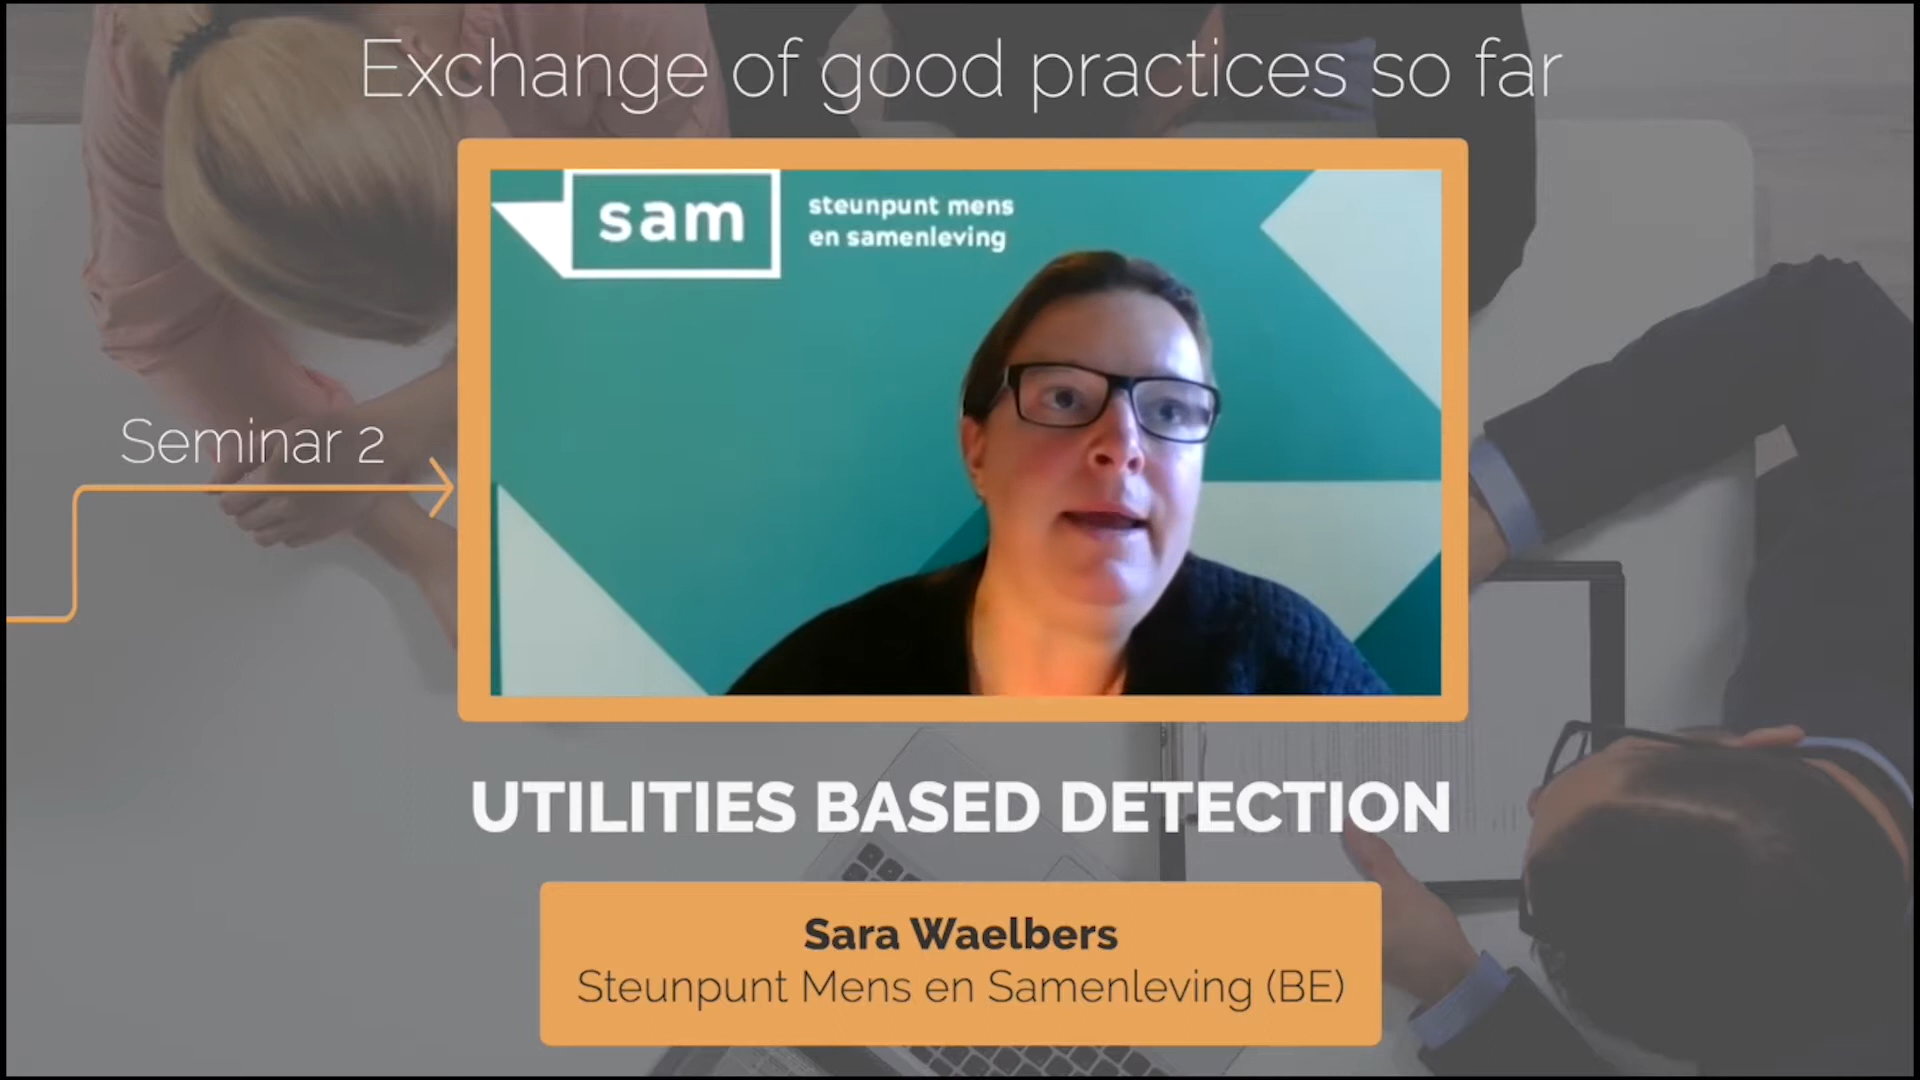 Exchange of good practices so far
sam
steunpunt mens
en samenleving
Seminar 2
UTILITIES BASED DETECTION
Sara Waelbers
Steunpunt Mens en Samenleving (BE)